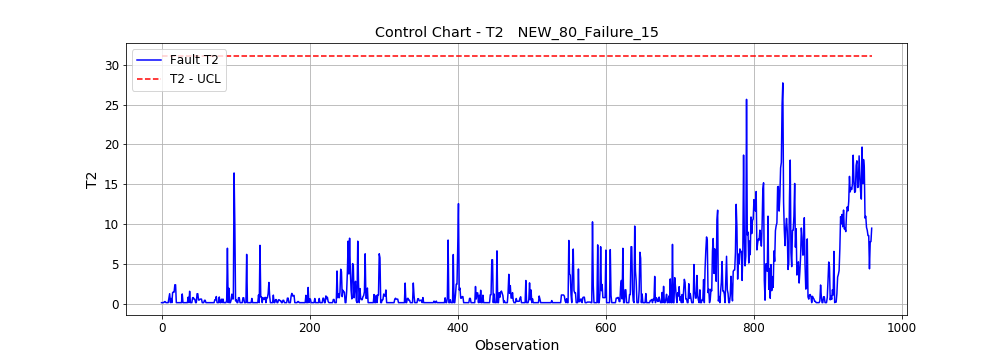 Control Chart - T2   NEW_80_Failure_15
Fault T2
T2 - UCL
30
25
20
15
10
5
0
T2
0
200
400
600
800
1000
Observation